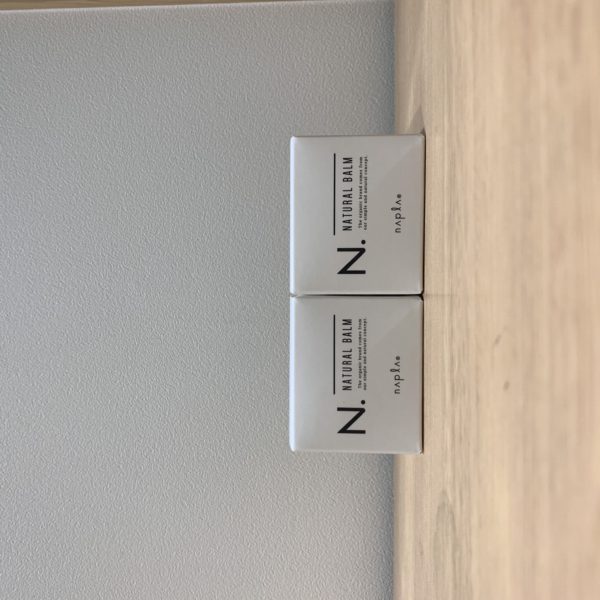 N.
NATURAL BALM
The organic brand comes from
our simple and natural concept.
napla
N.
NATURAL BALM
The organic brand comes from
our simple and natural concept.
napla